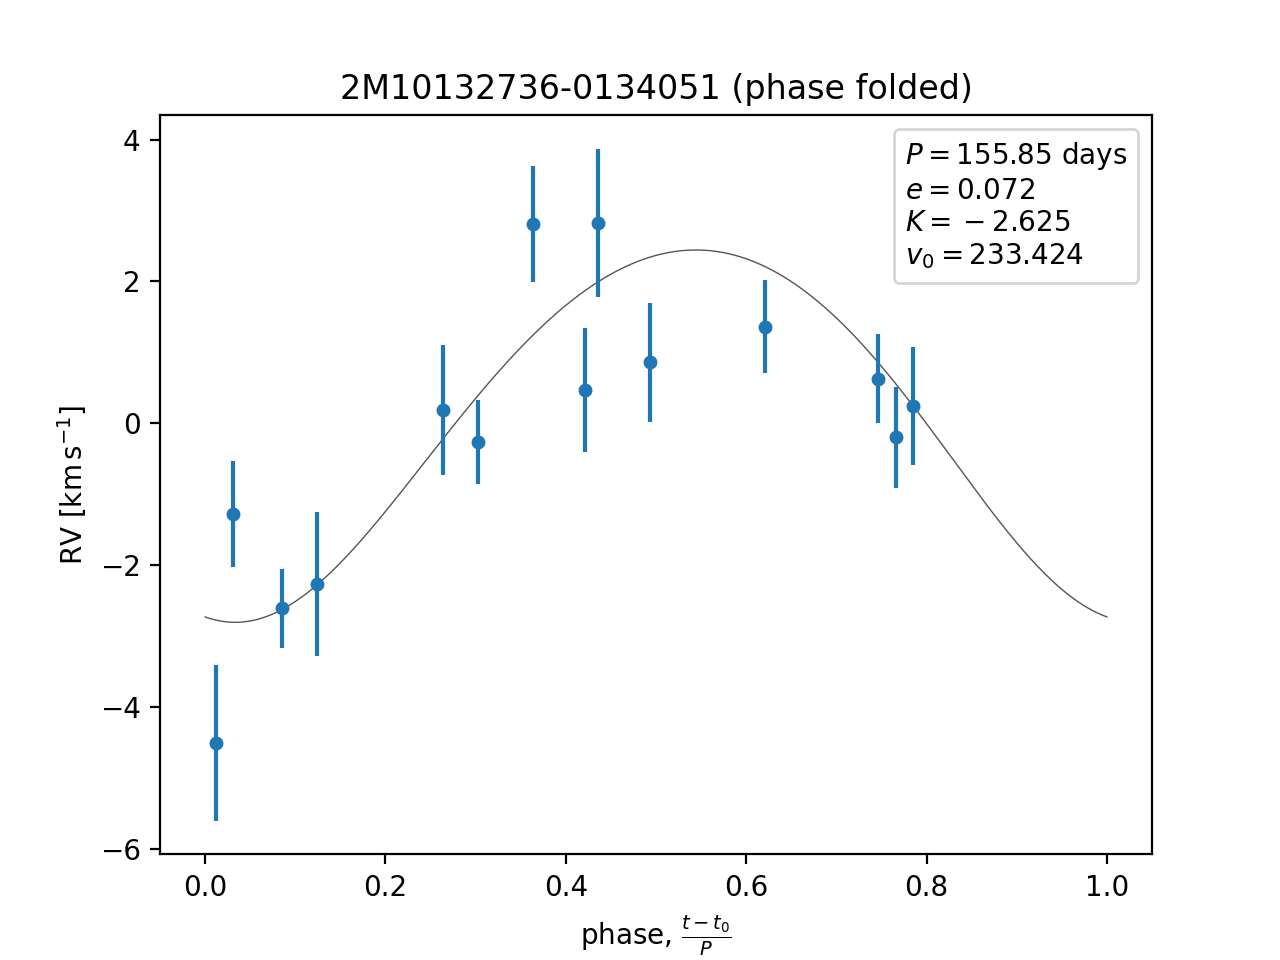 2M10132736-0134051 (phase folded)
P = 155.85 days
e = 0.072
K = −2.625
v₀ = 233.424
4
2
0
−2
−4
−6
RV [km s⁻¹]
0.0 0.2 0.4 0.6 0.8 1.0
phase, (t − t₀)/P